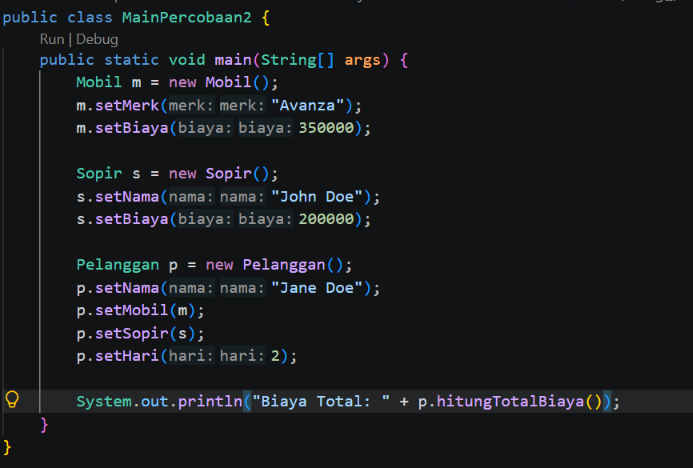 public class MainPercobaan2 {
Run | Debug
public static void main(String[] args) {
Mobil m = new Mobil();
m.setMerk(merk: merk: "Avanza");
m.setBiaya(biaya: biaya: 350000);
Sopir s = new Sopir();
s.setNama(nama: nama: "John Doe");
s.setBiaya(biaya: biaya: 200000);
Pelanggan p = new Pelanggan();
p.setNama(nama: nama: "Jane Doe");
p.setMobil(m);
p.setSopir(s);
p.setHari(hari: hari: 2);
System.out.println("Biaya Total: " + p.hitungTotalBiaya());
}
}